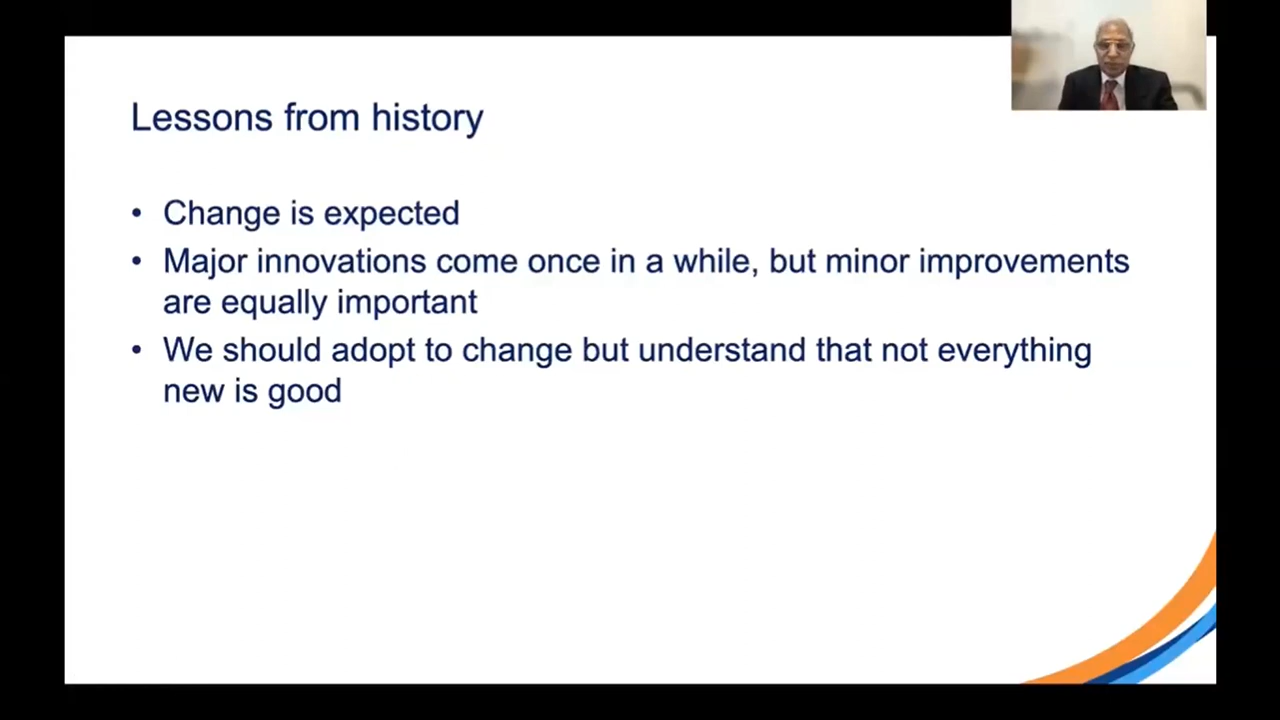 Lessons from history
• Change is expected
• Major innovations come once in a while, but minor improvements
are equally important
• We should adopt to change but understand that not everything
new is good